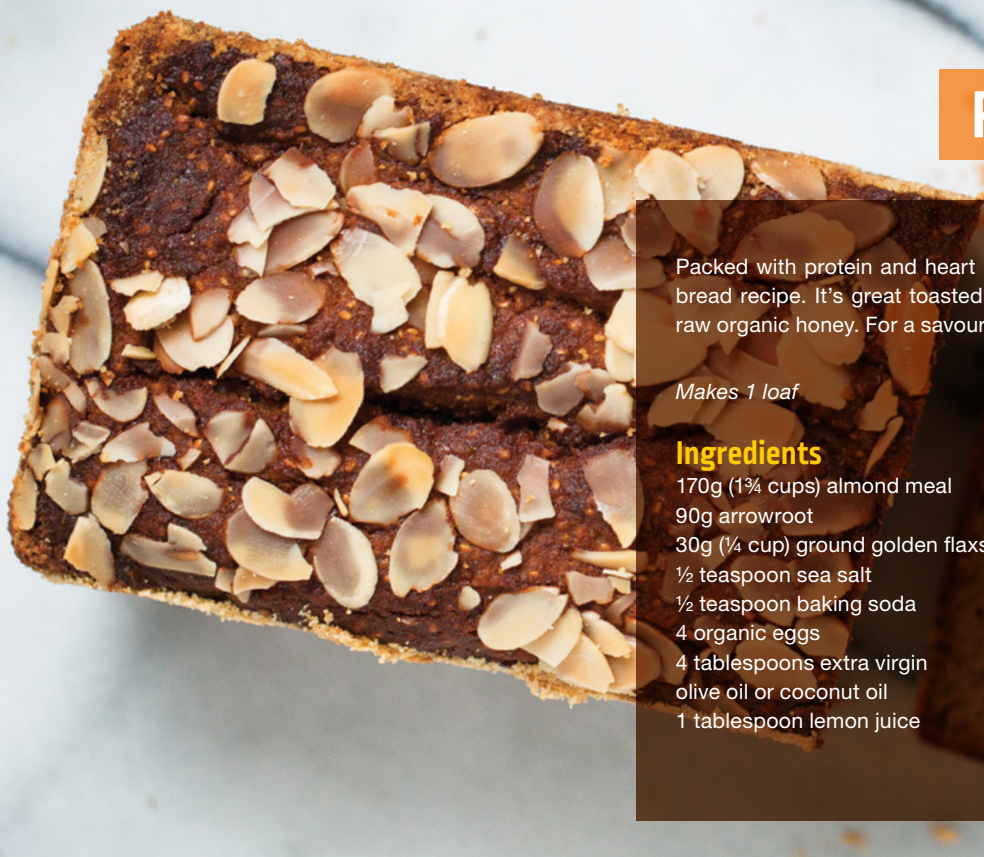 Packed with protein and heart
bread recipe. It’s great toasted
raw organic honey. For a savour
Makes 1 loaf
Ingredients
170g (1¾ cups) almond meal
90g arrowroot
30g (¼ cup) ground golden flaxs
½ teaspoon sea salt
½ teaspoon baking soda
4 organic eggs
4 tablespoons extra virgin
olive oil or coconut oil
1 tablespoon lemon juice